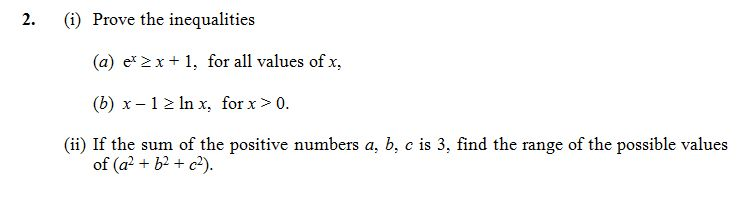 2. (i) Prove the inequalities
(a) eˣ ≥ x + 1, for all values of x,
(b) x – 1 ≥ ln x, for x > 0.
(ii) If the sum of the positive numbers a, b, c is 3, find the range of the possible values
of (a² + b² + c²).